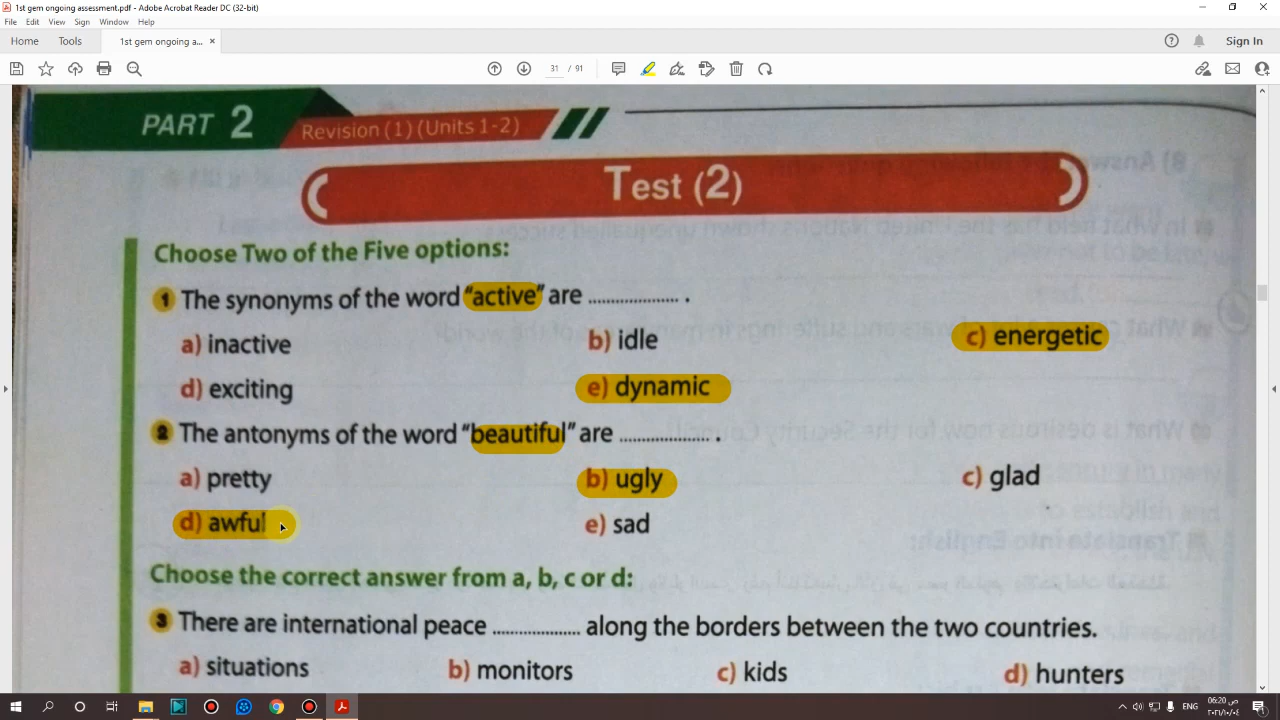 1st gem ongoing assessment.pdf - Adobe Acrobat Reader DC (32-bit)
File Edit View Sign Window Help
Home Tools 1st gem ongoing a... × Sign In
31 / 91
PART 2
Revision (1) (Units 1-2)
Test (2)
Choose Two of the Five options:
1 The synonyms of the word "active" are .................... .
a) inactive b) idle c) energetic
d) exciting e) dynamic
2 The antonyms of the word "beautiful" are .................... .
a) pretty b) ugly c) glad
d) awful e) sad
Choose the correct answer from a, b, c or d:
3 There are international peace .................... along the borders between the two countries.
a) situations b) monitors c) kids d) hunters
ENG
06:20 ص